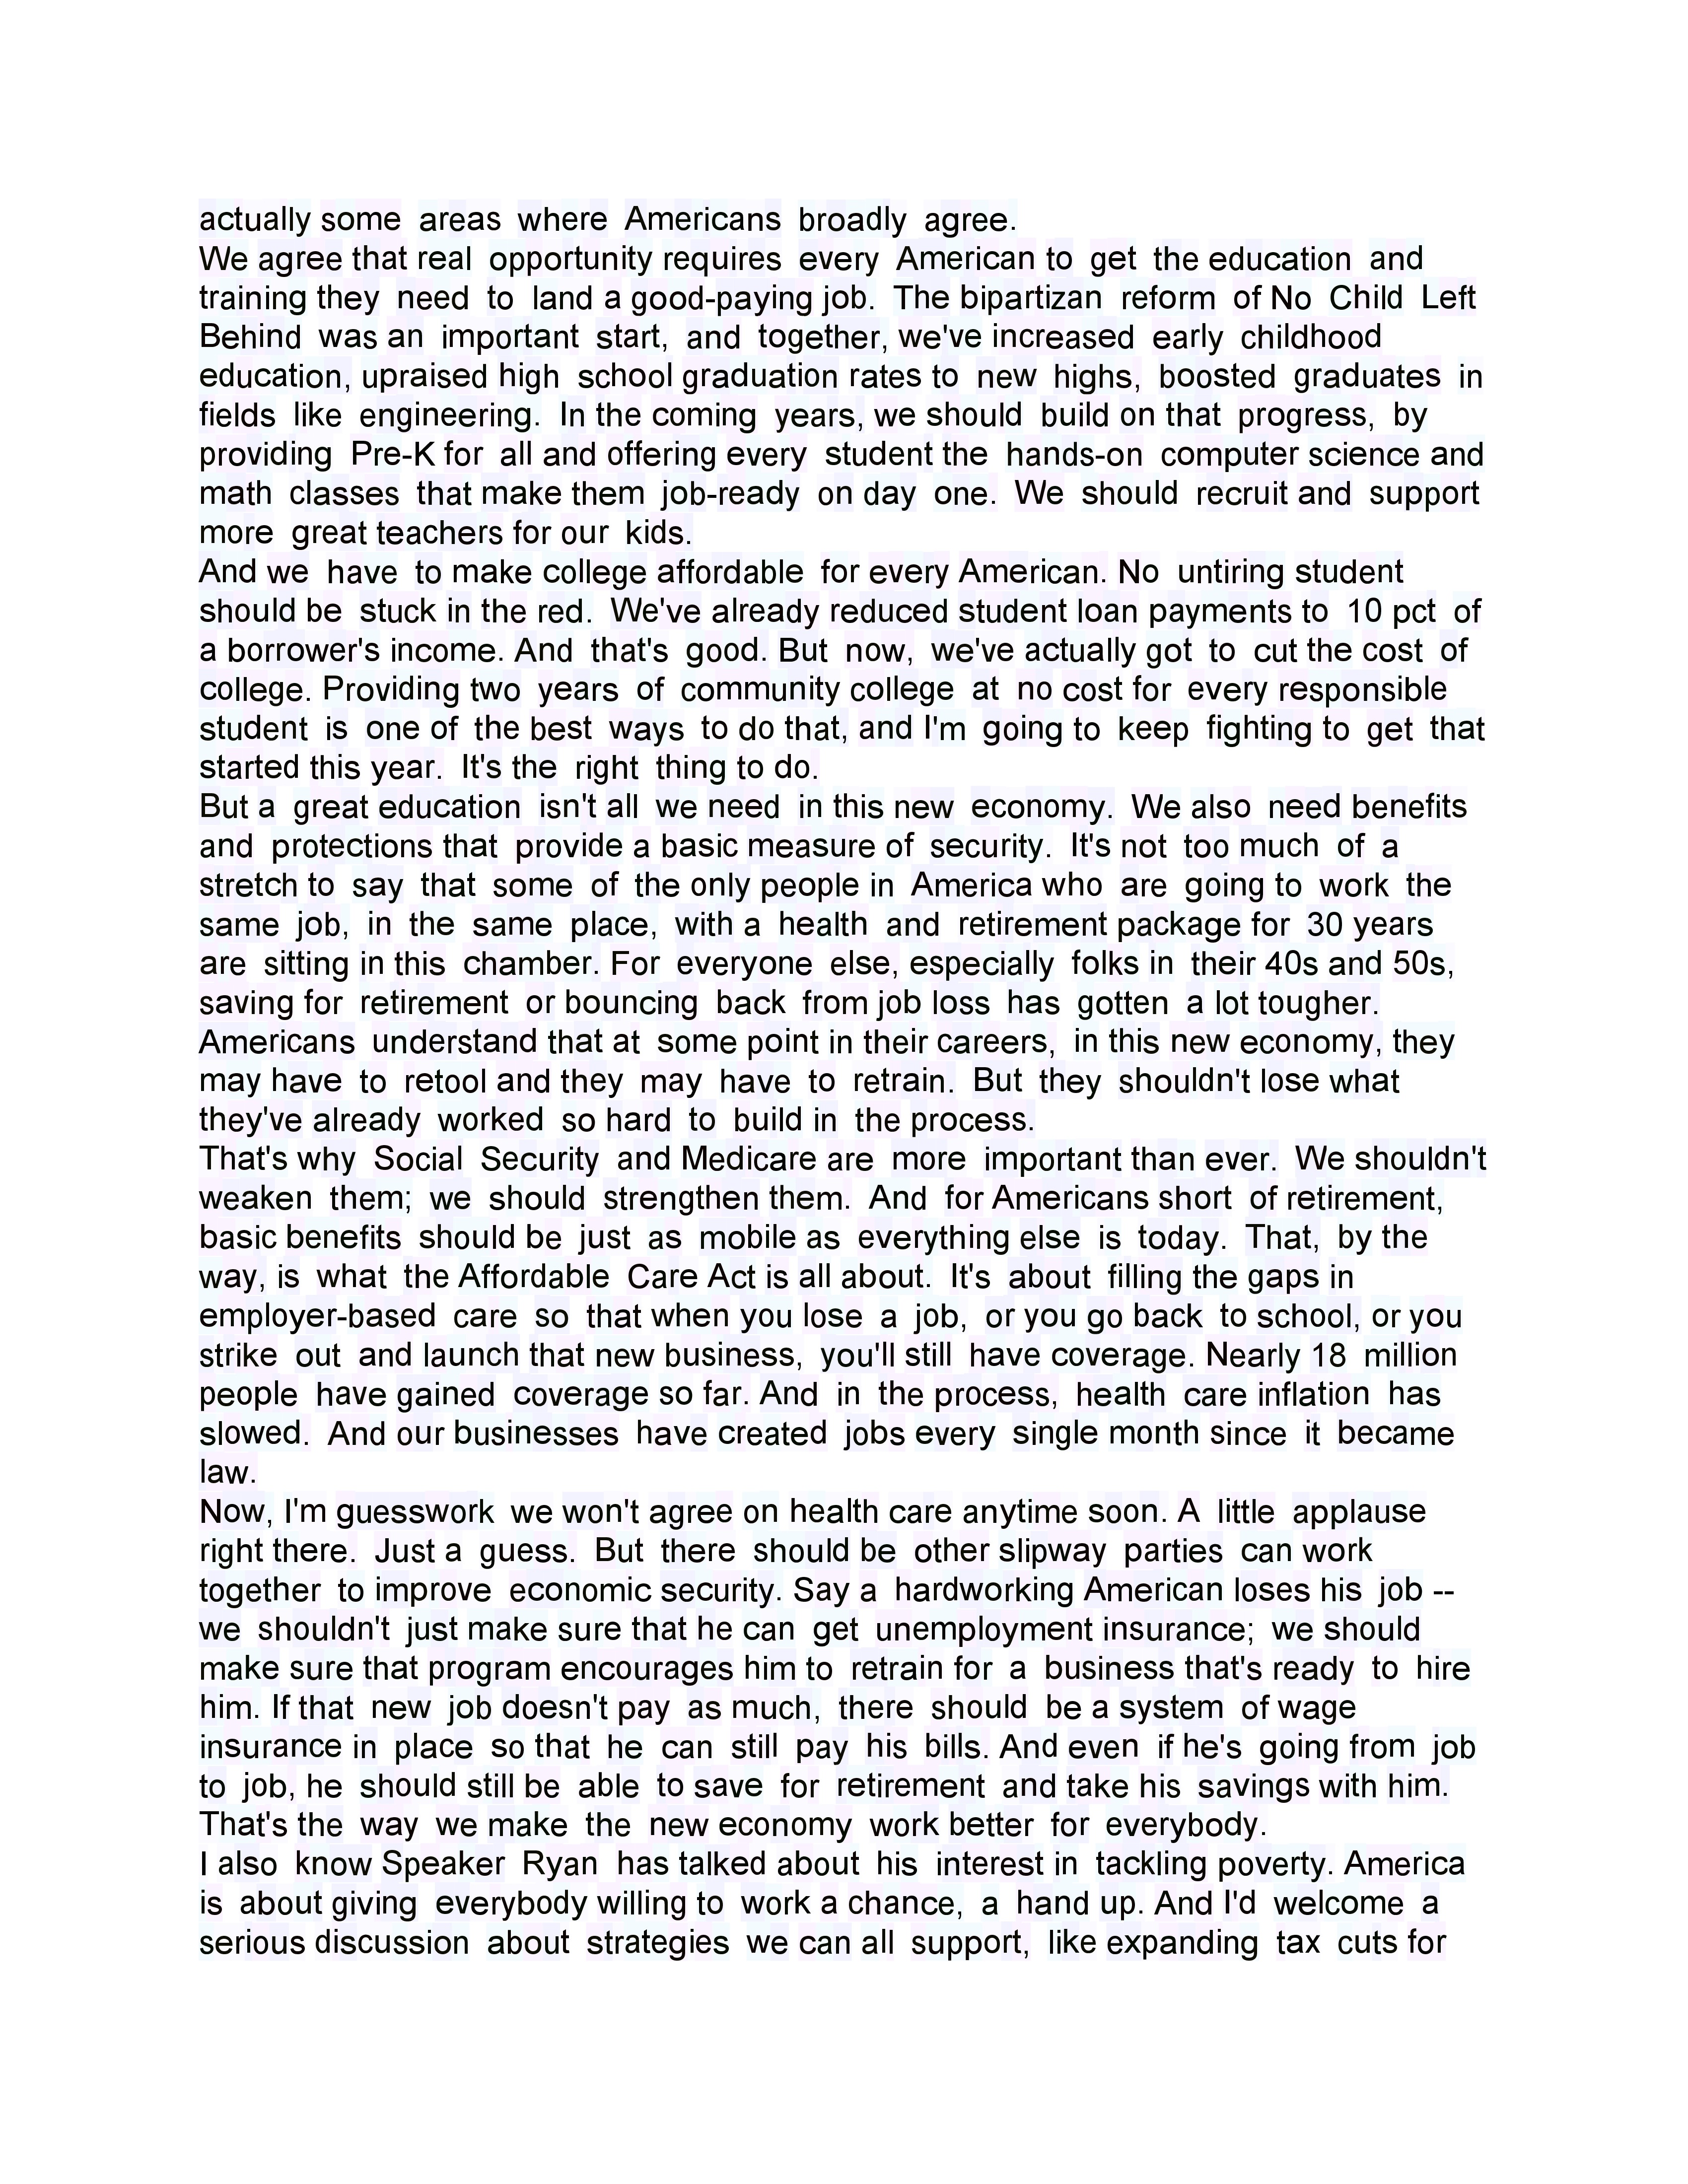 actually some areas where Americans broadly agree.
We agree that real opportunity requires every American to get the education and
training they need to land a good-paying job. The bipartizan reform of No Child Left
Behind was an important start, and together, we've increased early childhood
education, upraised high school graduation rates to new highs, boosted graduates in
fields like engineering. In the coming years, we should build on that progress, by
providing Pre-K for all and offering every student the hands-on computer science and
math classes that make them job-ready on day one. We should recruit and support
more great teachers for our kids.
And we have to make college affordable for every American. No untiring student
should be stuck in the red. We've already reduced student loan payments to 10 pct of
a borrower's income. And that's good. But now, we've actually got to cut the cost of
college. Providing two years of community college at no cost for every responsible
student is one of the best ways to do that, and I'm going to keep fighting to get that
started this year. It's the right thing to do.
But a great education isn't all we need in this new economy. We also need benefits
and protections that provide a basic measure of security. It's not too much of a
stretch to say that some of the only people in America who are going to work the
same job, in the same place, with a health and retirement package for 30 years
are sitting in this chamber. For everyone else, especially folks in their 40s and 50s,
saving for retirement or bouncing back from job loss has gotten a lot tougher.
Americans understand that at some point in their careers, in this new economy, they
may have to retool and they may have to retrain. But they shouldn't lose what
they've already worked so hard to build in the process.
That's why Social Security and Medicare are more important than ever. We shouldn't
weaken them; we should strengthen them. And for Americans short of retirement,
basic benefits should be just as mobile as everything else is today. That, by the
way, is what the Affordable Care Act is all about. It's about filling the gaps in
employer-based care so that when you lose a job, or you go back to school, or you
strike out and launch that new business, you'll still have coverage. Nearly 18 million
people have gained coverage so far. And in the process, health care inflation has
slowed. And our businesses have created jobs every single month since it became
law.
Now, I'm guesswork we won't agree on health care anytime soon. A little applause
right there. Just a guess. But there should be other slipway parties can work
together to improve economic security. Say a hardworking American loses his job --
we shouldn't just make sure that he can get unemployment insurance; we should
make sure that program encourages him to retrain for a business that's ready to hire
him. If that new job doesn't pay as much, there should be a system of wage
insurance in place so that he can still pay his bills. And even if he's going from job
to job, he should still be able to save for retirement and take his savings with him.
That's the way we make the new economy work better for everybody.
I also know Speaker Ryan has talked about his interest in tackling poverty. America
is about giving everybody willing to work a chance, a hand up. And I'd welcome a
serious discussion about strategies we can all support, like expanding tax cuts for